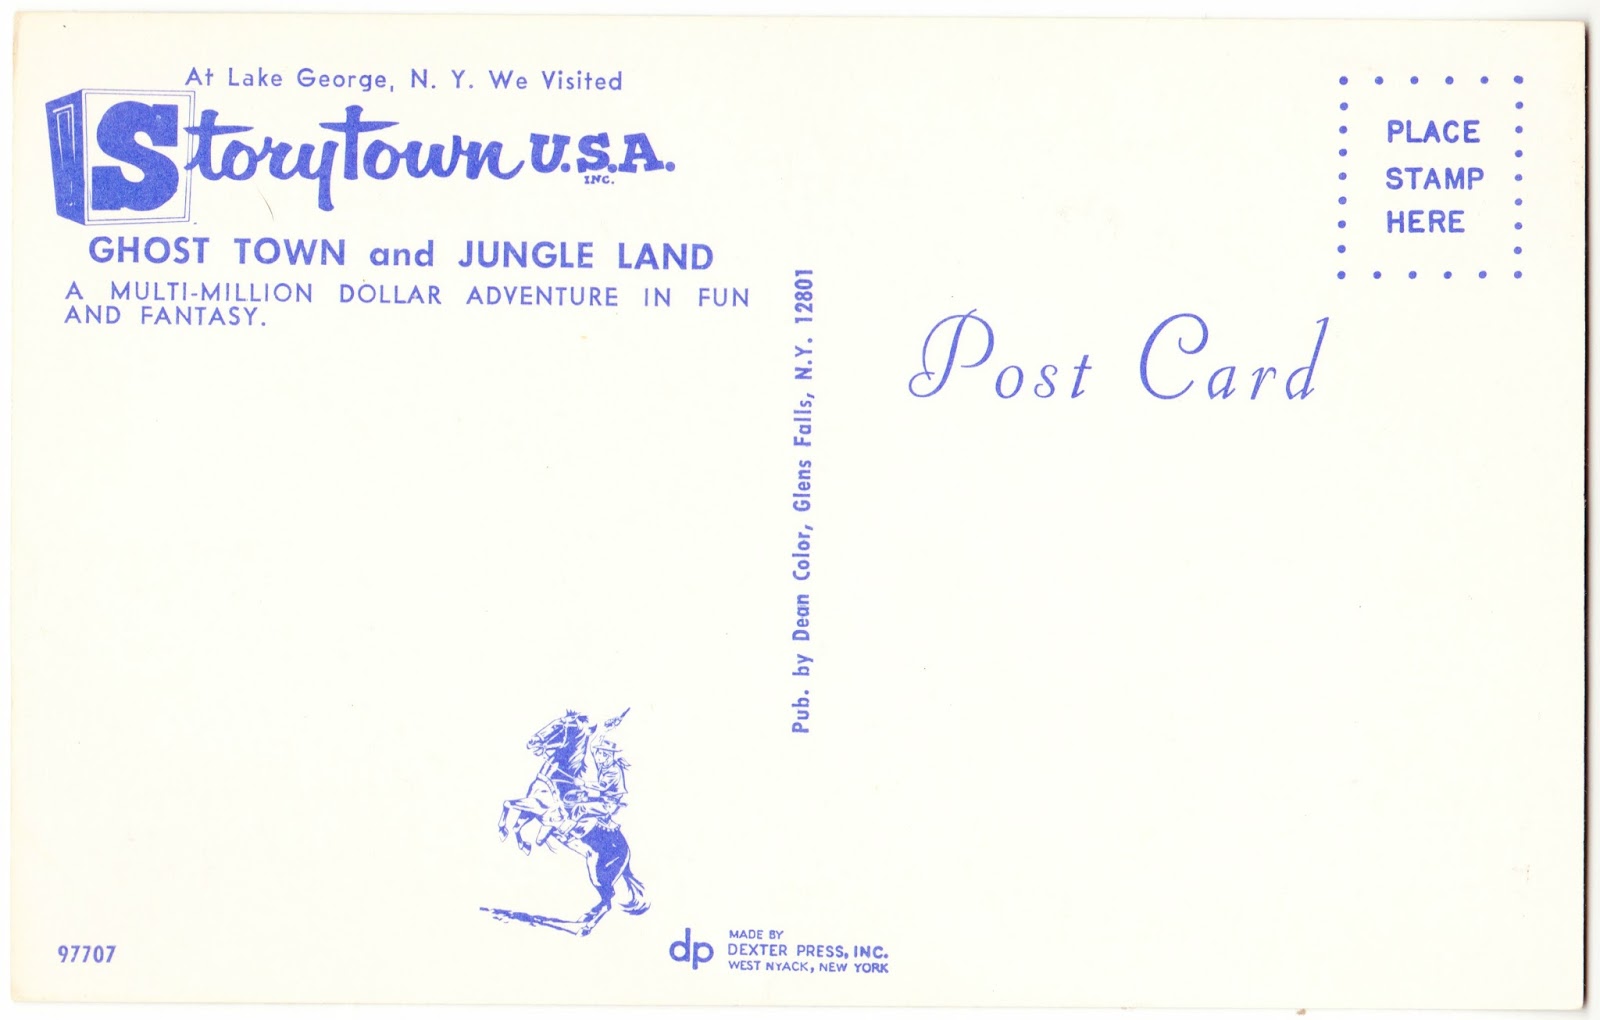 At Lake George, N. Y. We Visited
Storytown U.S.A.
INC.
GHOST TOWN and JUNGLE LAND
A MULTI-MILLION DOLLAR ADVENTURE IN FUN
AND FANTASY.
97707
Pub. by Dean Color, Glens Falls, N.Y. 12801
dp
MADE BY
DEXTER PRESS, INC.
WEST NYACK, NEW YORK
PLACE
STAMP
HERE
Post Card